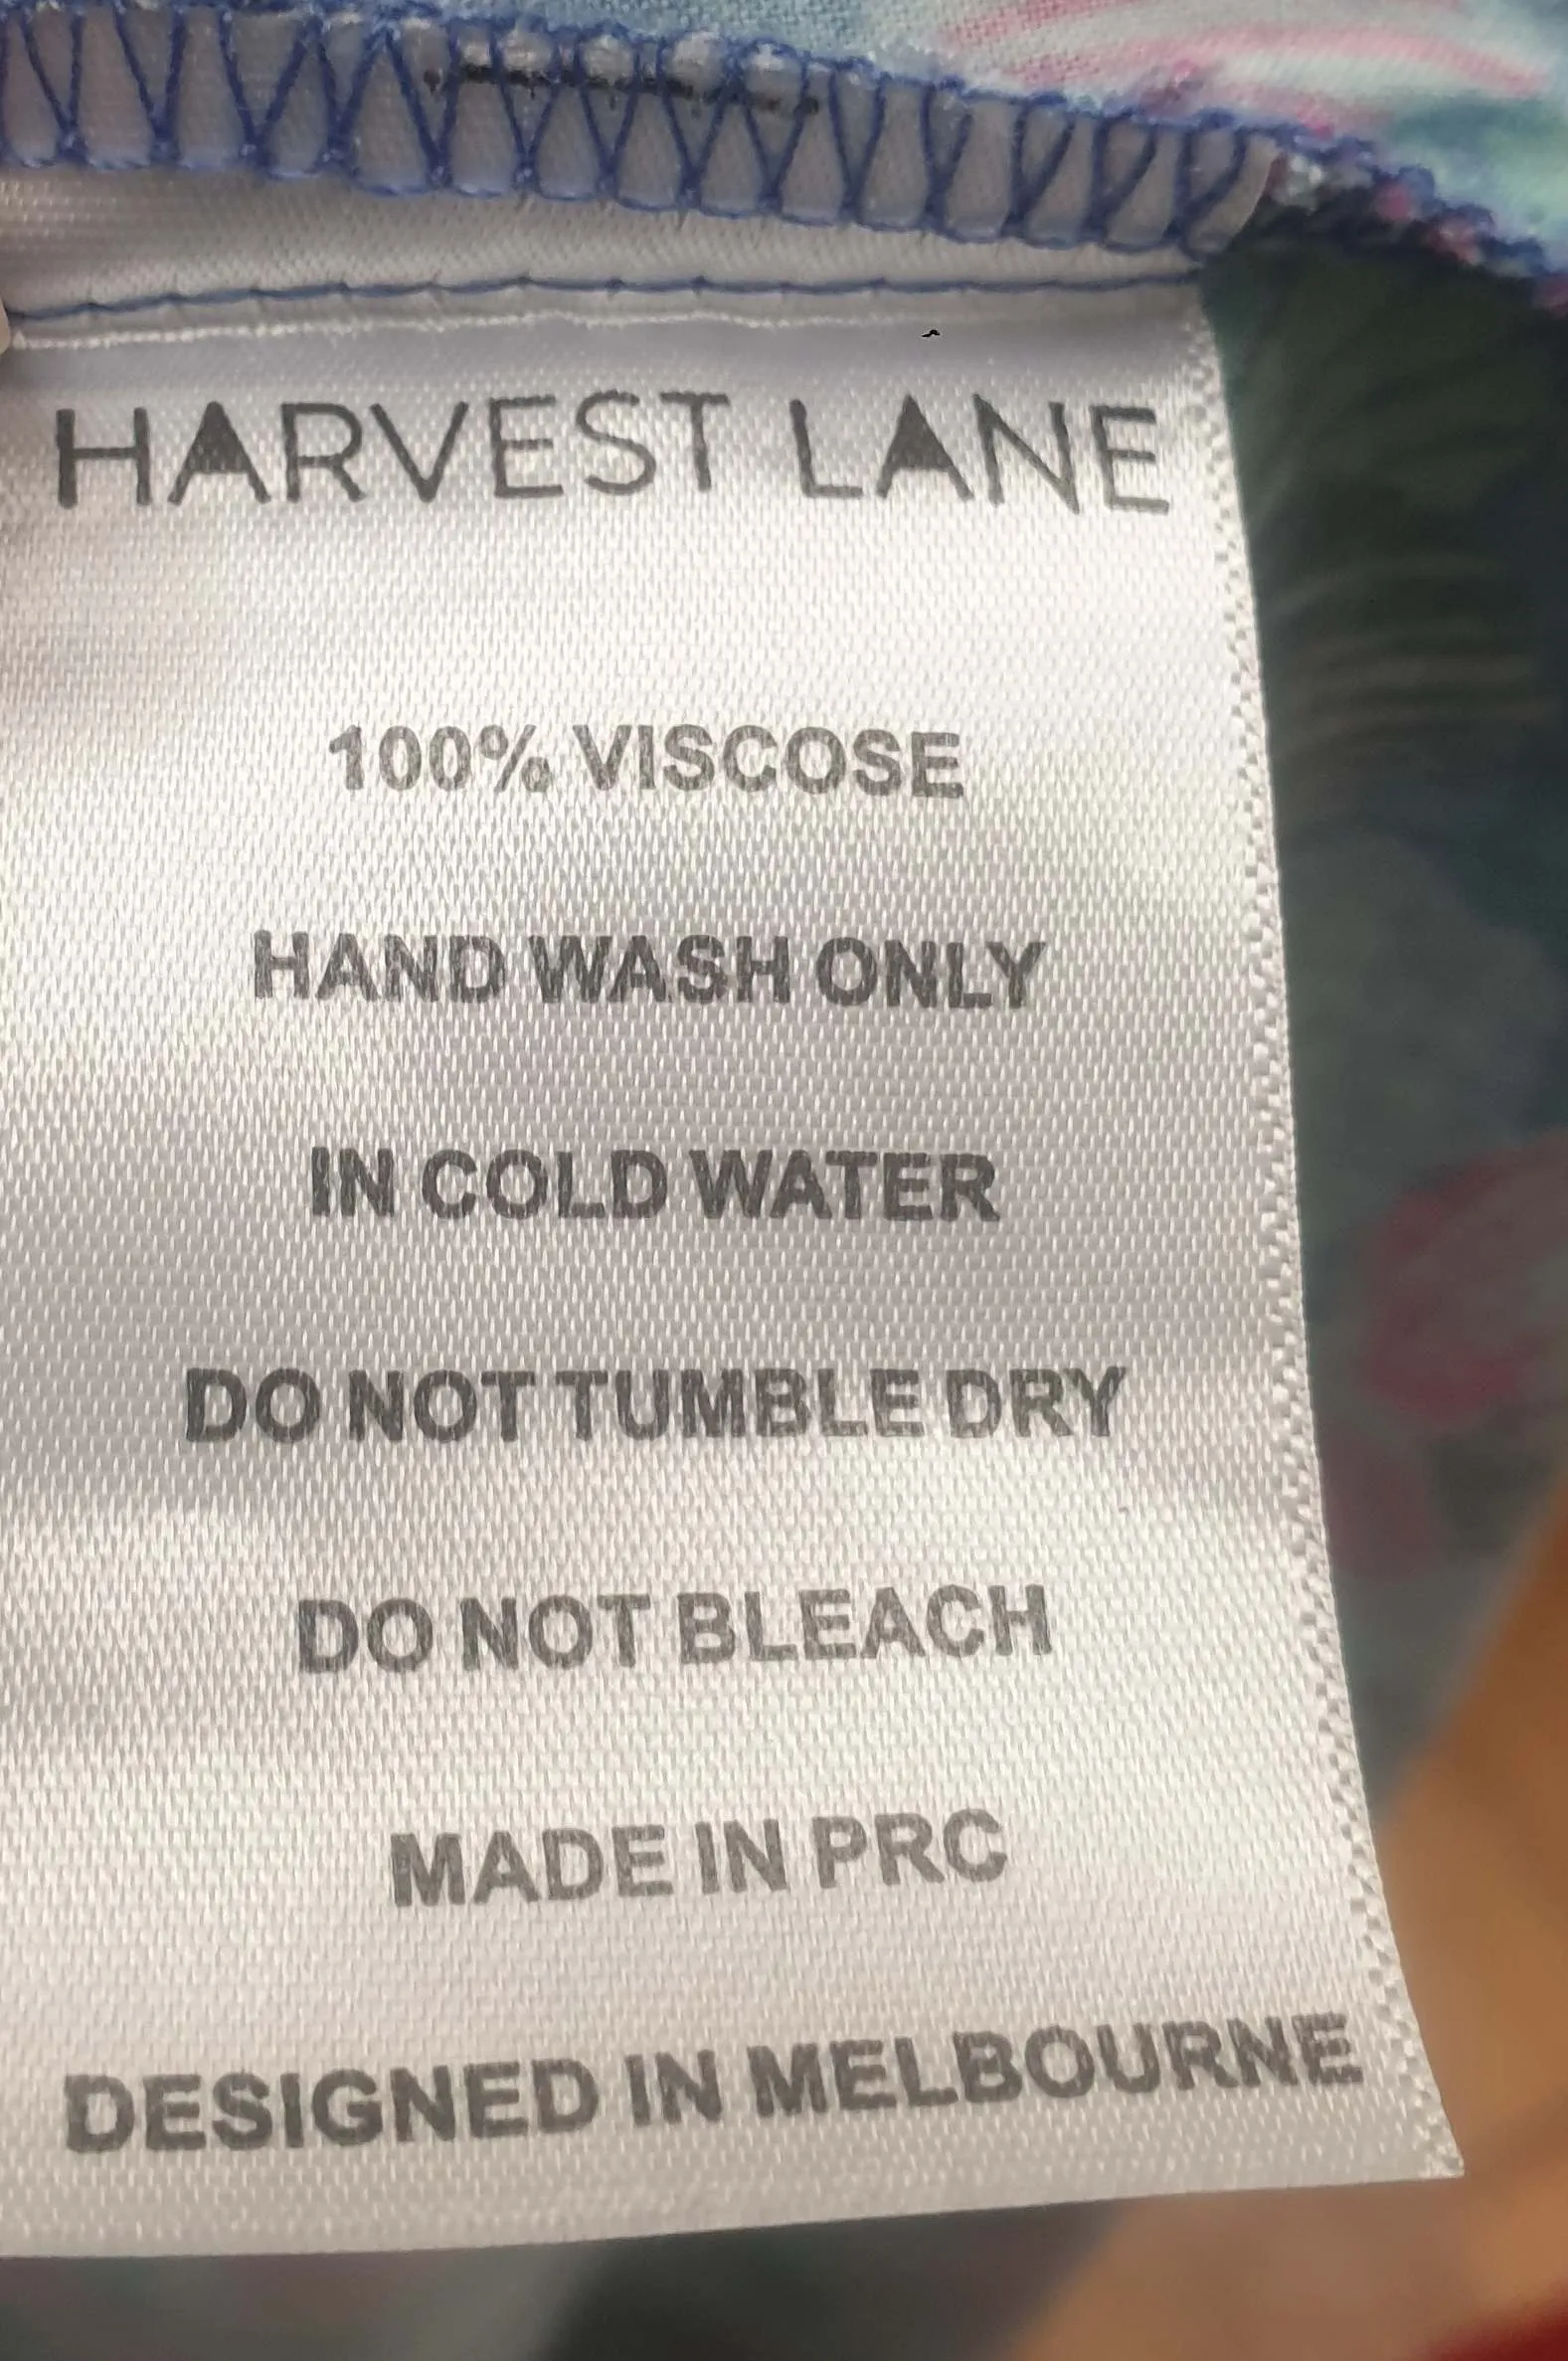 HARVEST LANE
100% VISCOSE
HAND WASH ONLY
IN COLD WATER
DO NOT TUMBLE DRY
DO NOT BLEACH
MADE IN PRC
DESIGNED IN MELBOURNE